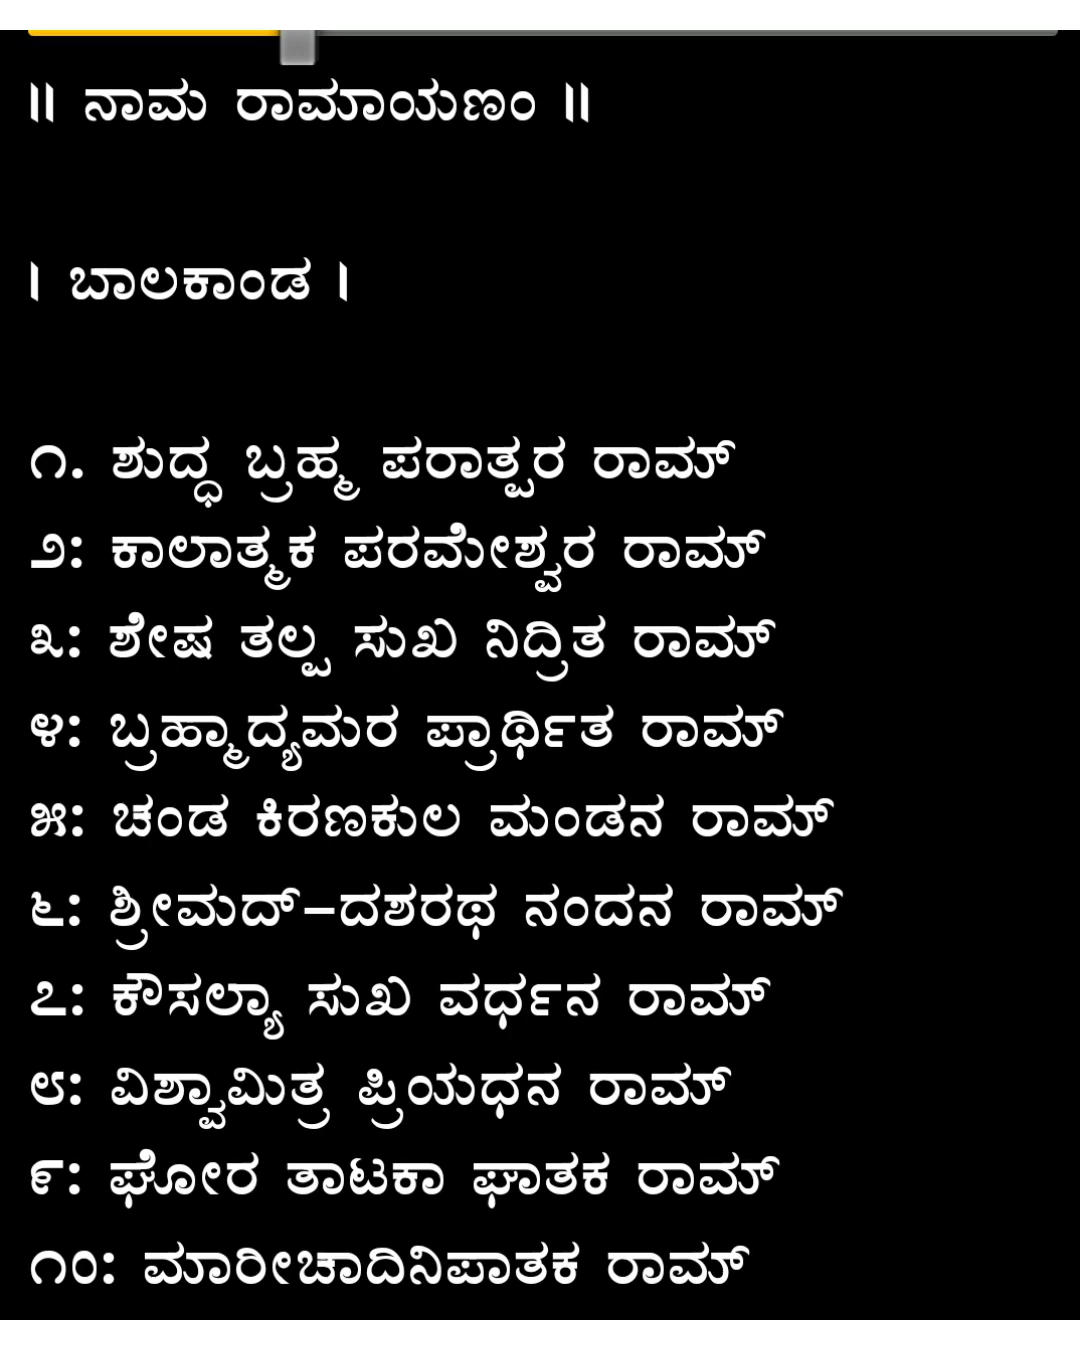 ॥ ನಾಮ ರಾಮಾಯಣಂ ॥
। ಬಾಲಕಾಂಡ ।
೧. ಶುದ್ಧ ಬ್ರಹ್ಮ ಪರಾತ್ಪರ ರಾಮ್
೨: ಕಾಲಾತ್ಮಕ ಪರಮೇಶ್ವರ ರಾಮ್
೩: ಶೇಷ ತಲ್ಪ ಸುಖ ನಿದ್ರಿತ ರಾಮ್
೪: ಬ್ರಹ್ಮಾದ್ಯಮರ ಪ್ರಾರ್ಥಿತ ರಾಮ್
೫: ಚಂಡ ಕಿರಣಕುಲ ಮಂಡನ ರಾಮ್
೬: ಶ್ರೀಮದ್–ದಶರಥ ನಂದನ ರಾಮ್
೭: ಕೌಸಲ್ಯಾ ಸುಖ ವರ್ಧನ ರಾಮ್
೮: ವಿಶ್ವಾಮಿತ್ರ ಪ್ರಿಯಧನ ರಾಮ್
೯: ಘೋರ ತಾಟಕಾ ಘಾತಕ ರಾಮ್
೧೦: ಮಾರೀಚಾದಿನಿಪಾತಕ ರಾಮ್